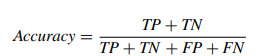 Accuracy = TP + TN / TP + TN + FP + FN